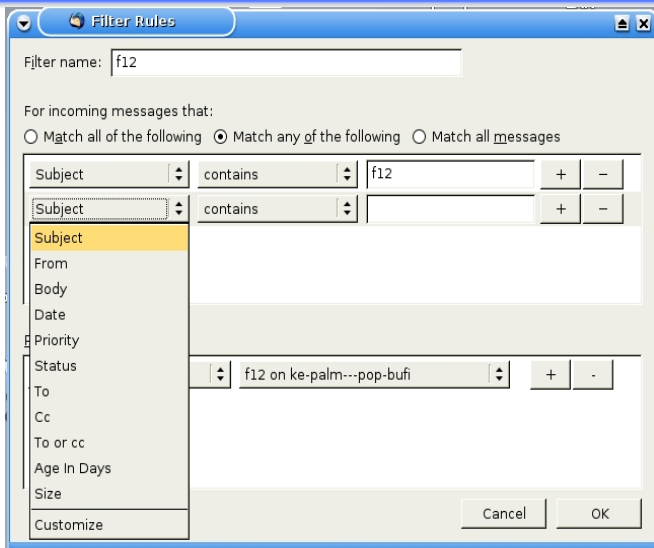 Filter Rules
Filter name: f12
For incoming messages that:
Match all of the following Match any of the following Match all messages
Subject contains f12 + -
Subject contains + -
Subject
From
Body
Date
Priority
Status f12 on ke-palm---pop-bufi + -
To
Cc
To or cc
Age In Days
Size
Customize
Cancel OK